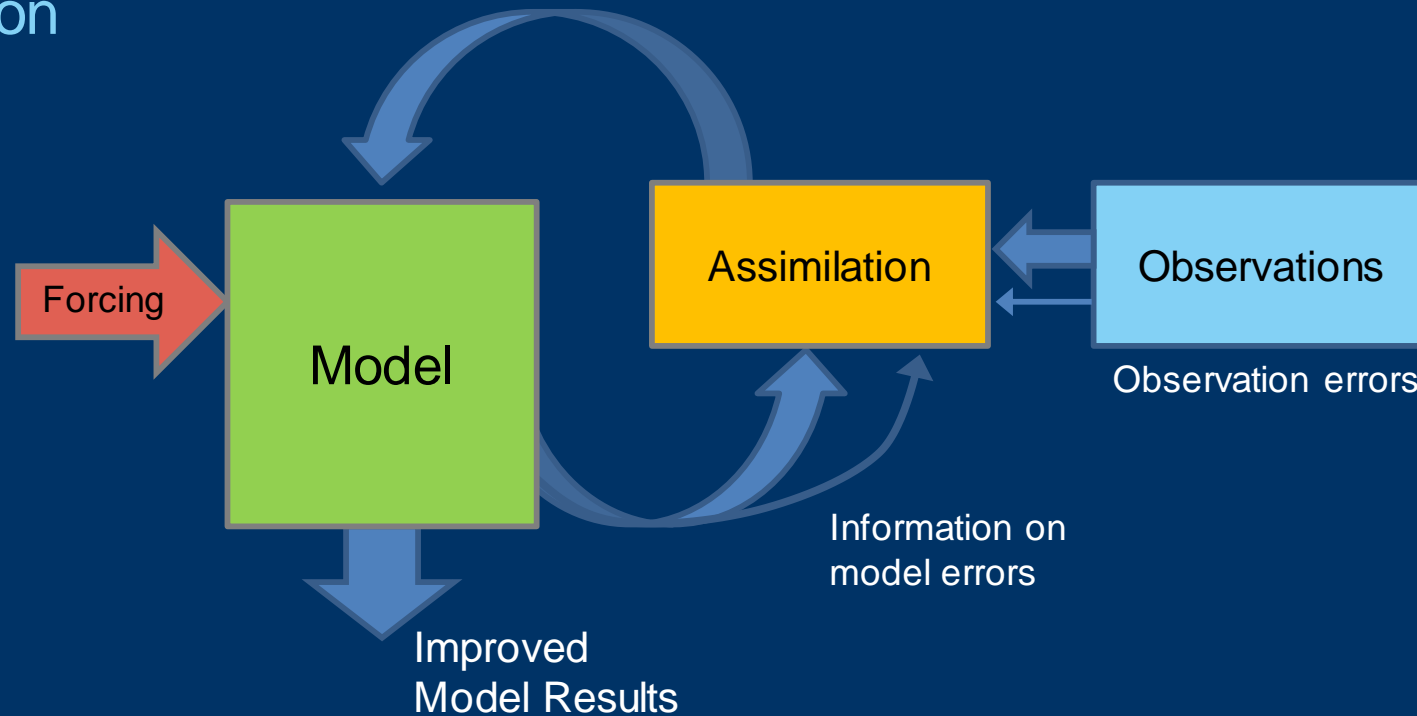 on
Forcing
Model
Assimilation
Observations
Observation errors
Information on
model errors
Improved
Model Results